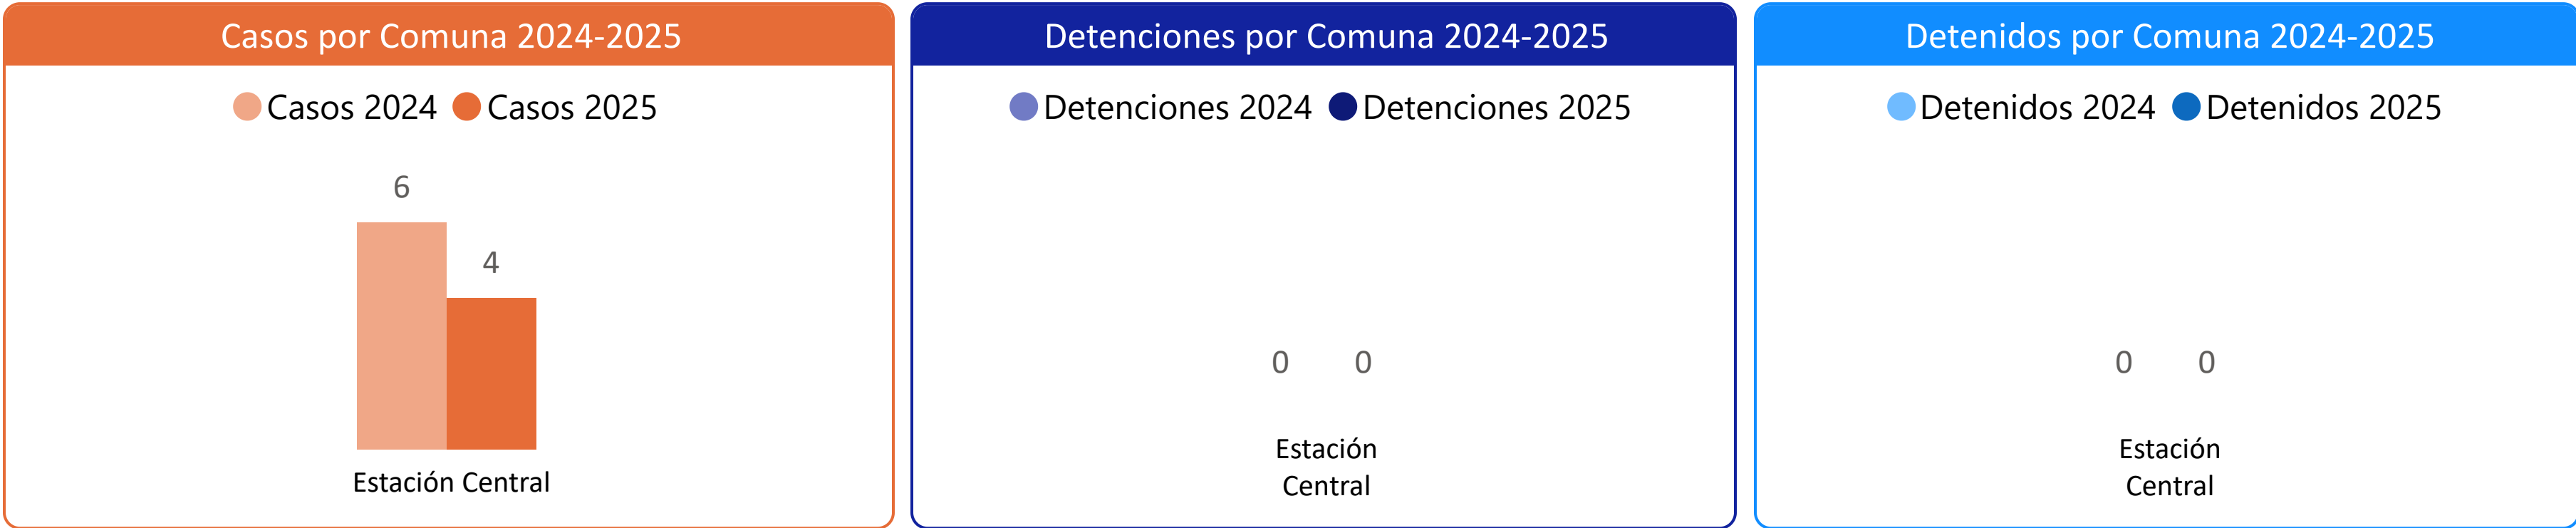 Casos por Comuna 2024-2025
Casos 2024 Casos 2025
6
4
Estación Central
Detenciones por Comuna 2024-2025
Detenciones 2024 Detenciones 2025
0 0
Estación
Central
Detenidos por Comuna 2024-2025
Detenidos 2024 Detenidos 2025
0 0
Estación
Central